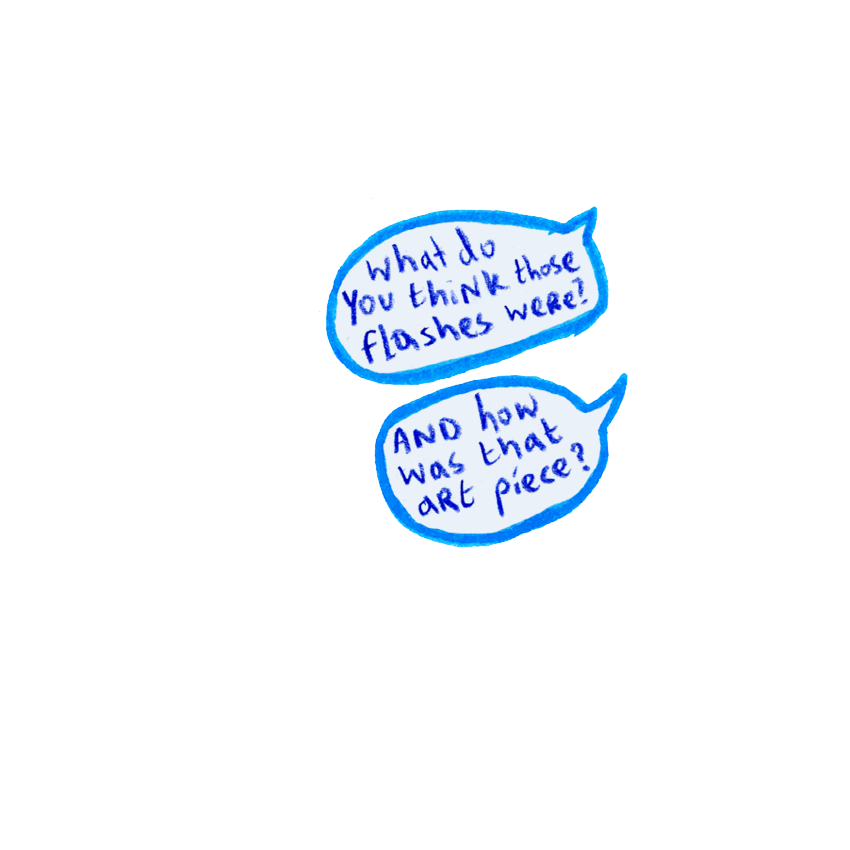 What do
you think those
flashes were?
AND how
was that
art piece?